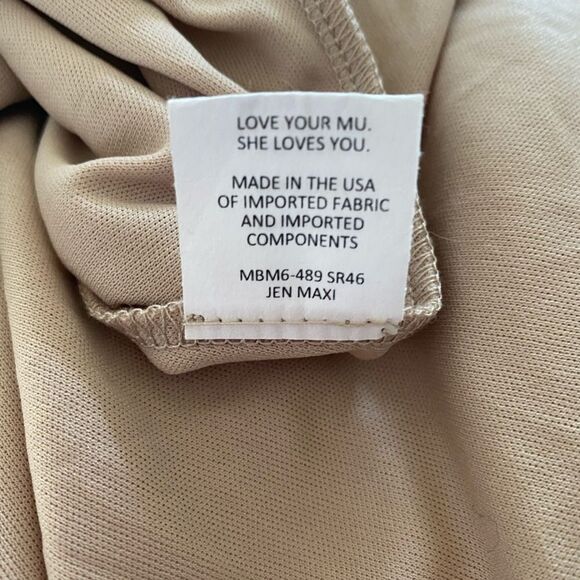 LOVE YOUR MU.
SHE LOVES YOU.
MADE IN THE USA
OF IMPORTED FABRIC
AND IMPORTED
COMPONENTS
MBM6-489 SR46
JEN MAXI